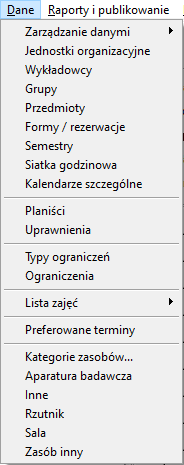 Dane Raporty i publikowanie
Zarządzanie danymi
Jednostki organizacyjne
Wykładowcy
Grupy
Przedmioty
Formy / rezerwacje
Semestry
Siatka godzinowa
Kalendarze szczególne
Planiści
Uprawnienia
Typy ograniczeń
Ograniczenia
Lista zajęć
Preferowane terminy
Kategorie zasobów...
Aparatura badawcza
Inne
Rzutnik
Sala
Zasób inny